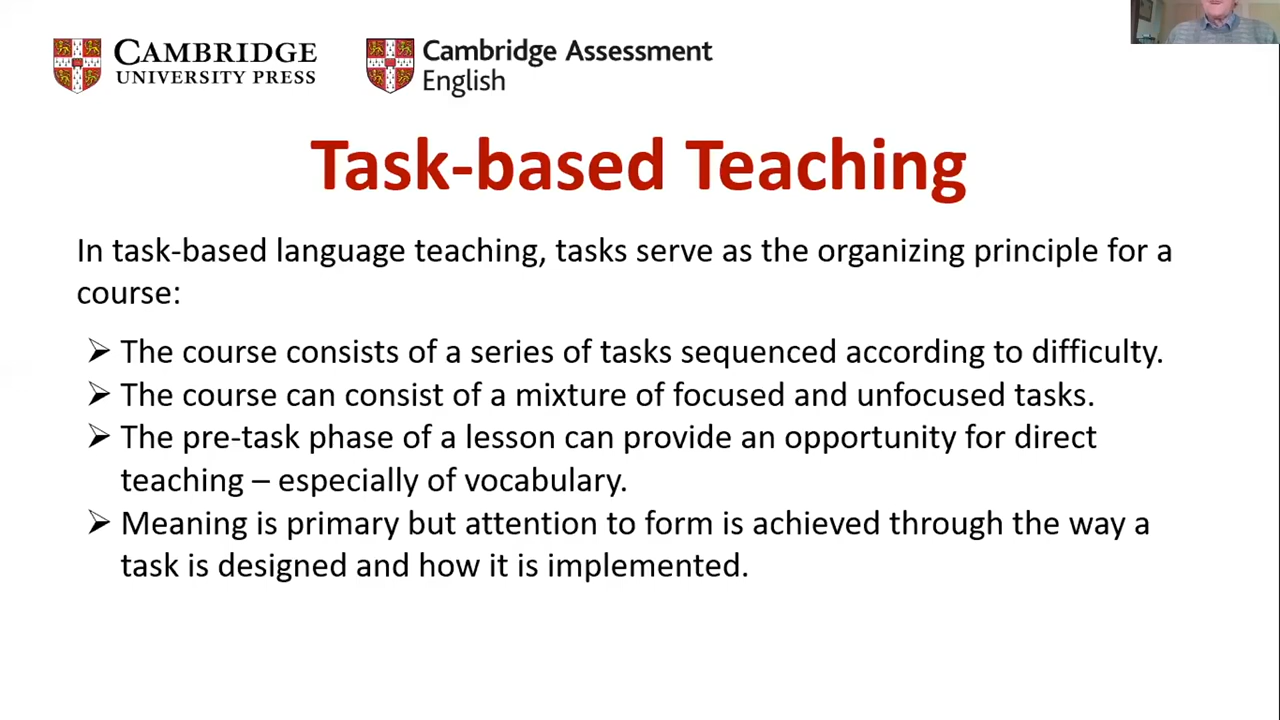 CAMBRIDGE
UNIVERSITY PRESS
Cambridge Assessment
English
Task-based Teaching
In task-based language teaching, tasks serve as the organizing principle for a
course:
➢ The course consists of a series of tasks sequenced according to difficulty.
➢ The course can consist of a mixture of focused and unfocused tasks.
➢ The pre-task phase of a lesson can provide an opportunity for direct
teaching – especially of vocabulary.
➢ Meaning is primary but attention to form is achieved through the way a
task is designed and how it is implemented.